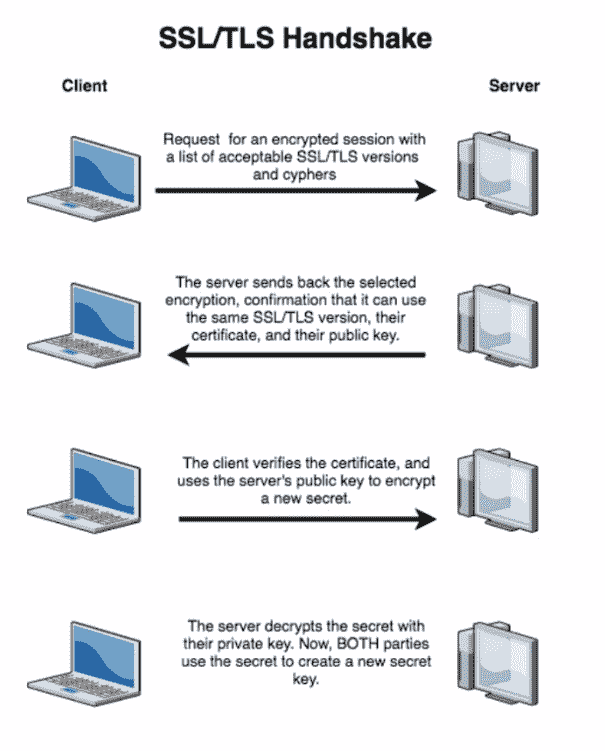 SSL/TLS Handshake
Client
Server
Request for an encrypted session with
a list of acceptable SSL/TLS versions
and cyphers
The server sends back the selected
encryption, confirmation that it can use
the same SSL/TLS version, their
certificate, and their public key.
The client verifies the certificate, and
uses the server's public key to encrypt
a new secret.
The server decrypts the secret with
their private key. Now, BOTH parties
use the secret to create a new secret
key.